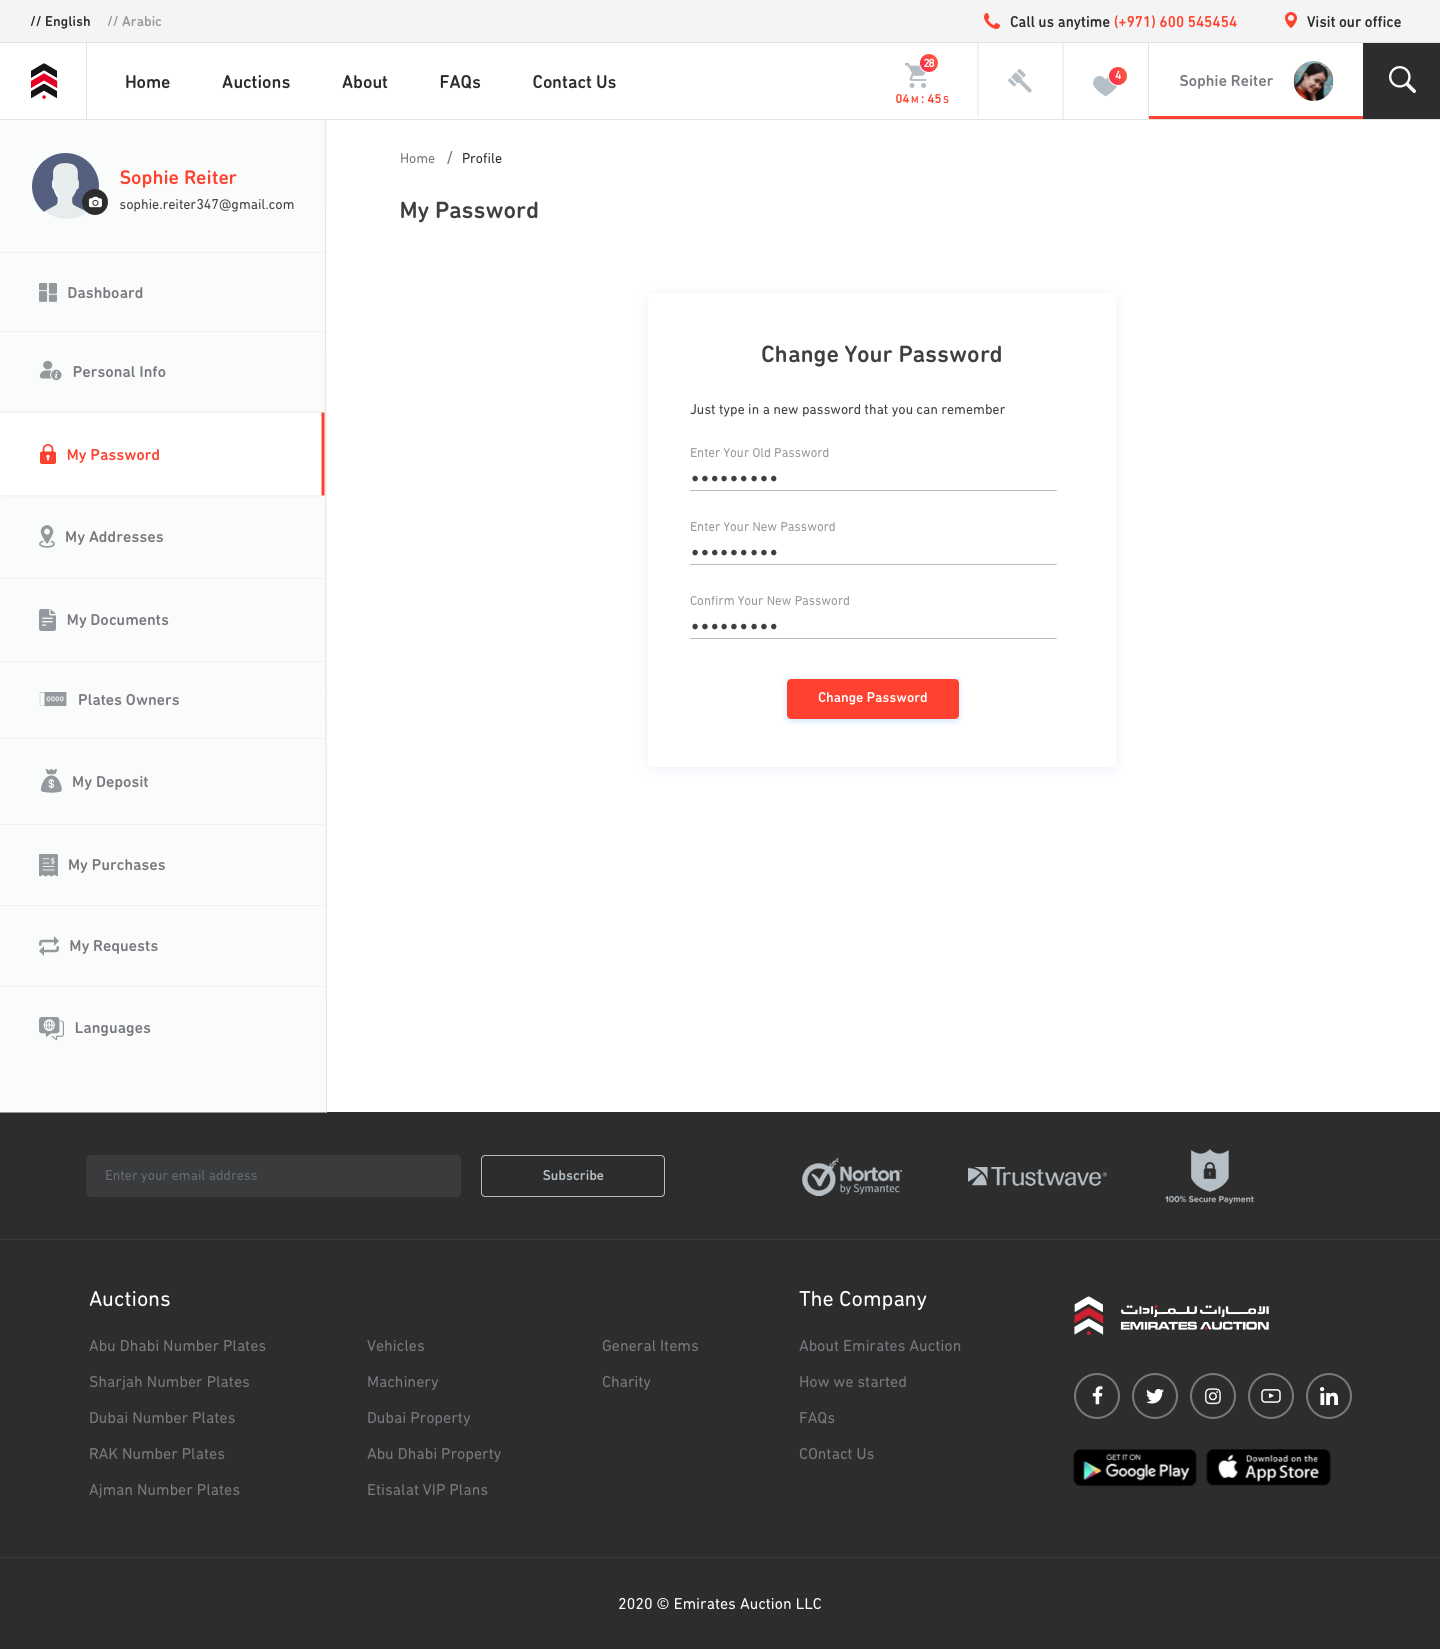 // English // Arabic
Call us anytime (+971) 600 545454
Visit our office
Home Auctions About FAQs Contact Us
28
04M : 45S
4
Sophie Reiter
Sophie Reiter
sophie.reiter347@gmail.com
Dashboard
Personal Info
My Password
My Addresses
My Documents
0000
Plates Owners
$
My Deposit
$
My Purchases
My Requests
Languages
Home / Profile
My Password
Change Your Password
Just type in a new password that you can remember
Enter Your Old Password
•••••••••
Enter Your New Password
•••••••••
Confirm Your New Password
•••••••••
Change Password
Enter your email address
Subscribe
Norton
by Symantec
Trustwave®
100% Secure Payment
Auctions
Abu Dhabi Number Plates
Sharjah Number Plates
Dubai Number Plates
RAK Number Plates
Ajman Number Plates
Vehicles
Machinery
Dubai Property
Abu Dhabi Property
Etisalat VIP Plans
General Items
Charity
The Company
About Emirates Auction
How we started
FAQs
COntact Us
الإمارات للمزادات
EMIRATES AUCTION
GET IT ON
Google Play
Download on the
App Store
2020 © Emirates Auction LLC